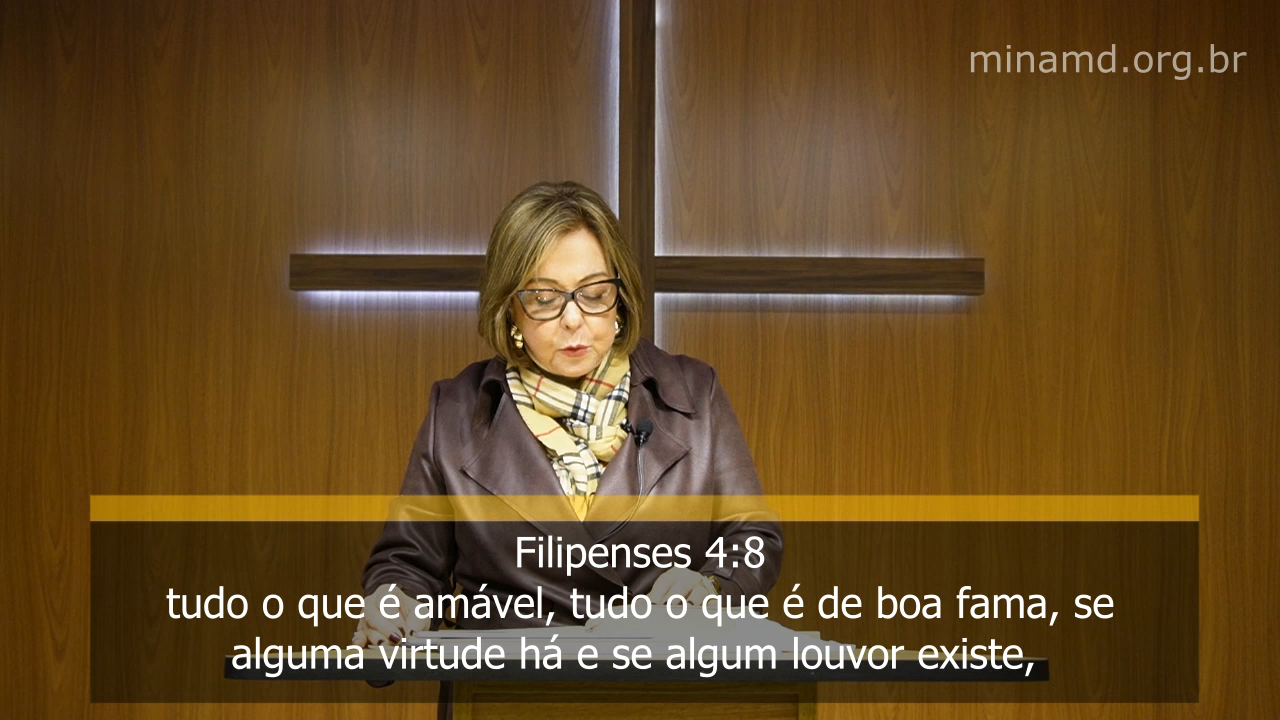 minamd.org.br
Filipenses 4:8
tudo o que é amável, tudo o que é de boa fama, se
alguma virtude há e se algum louvor existe,